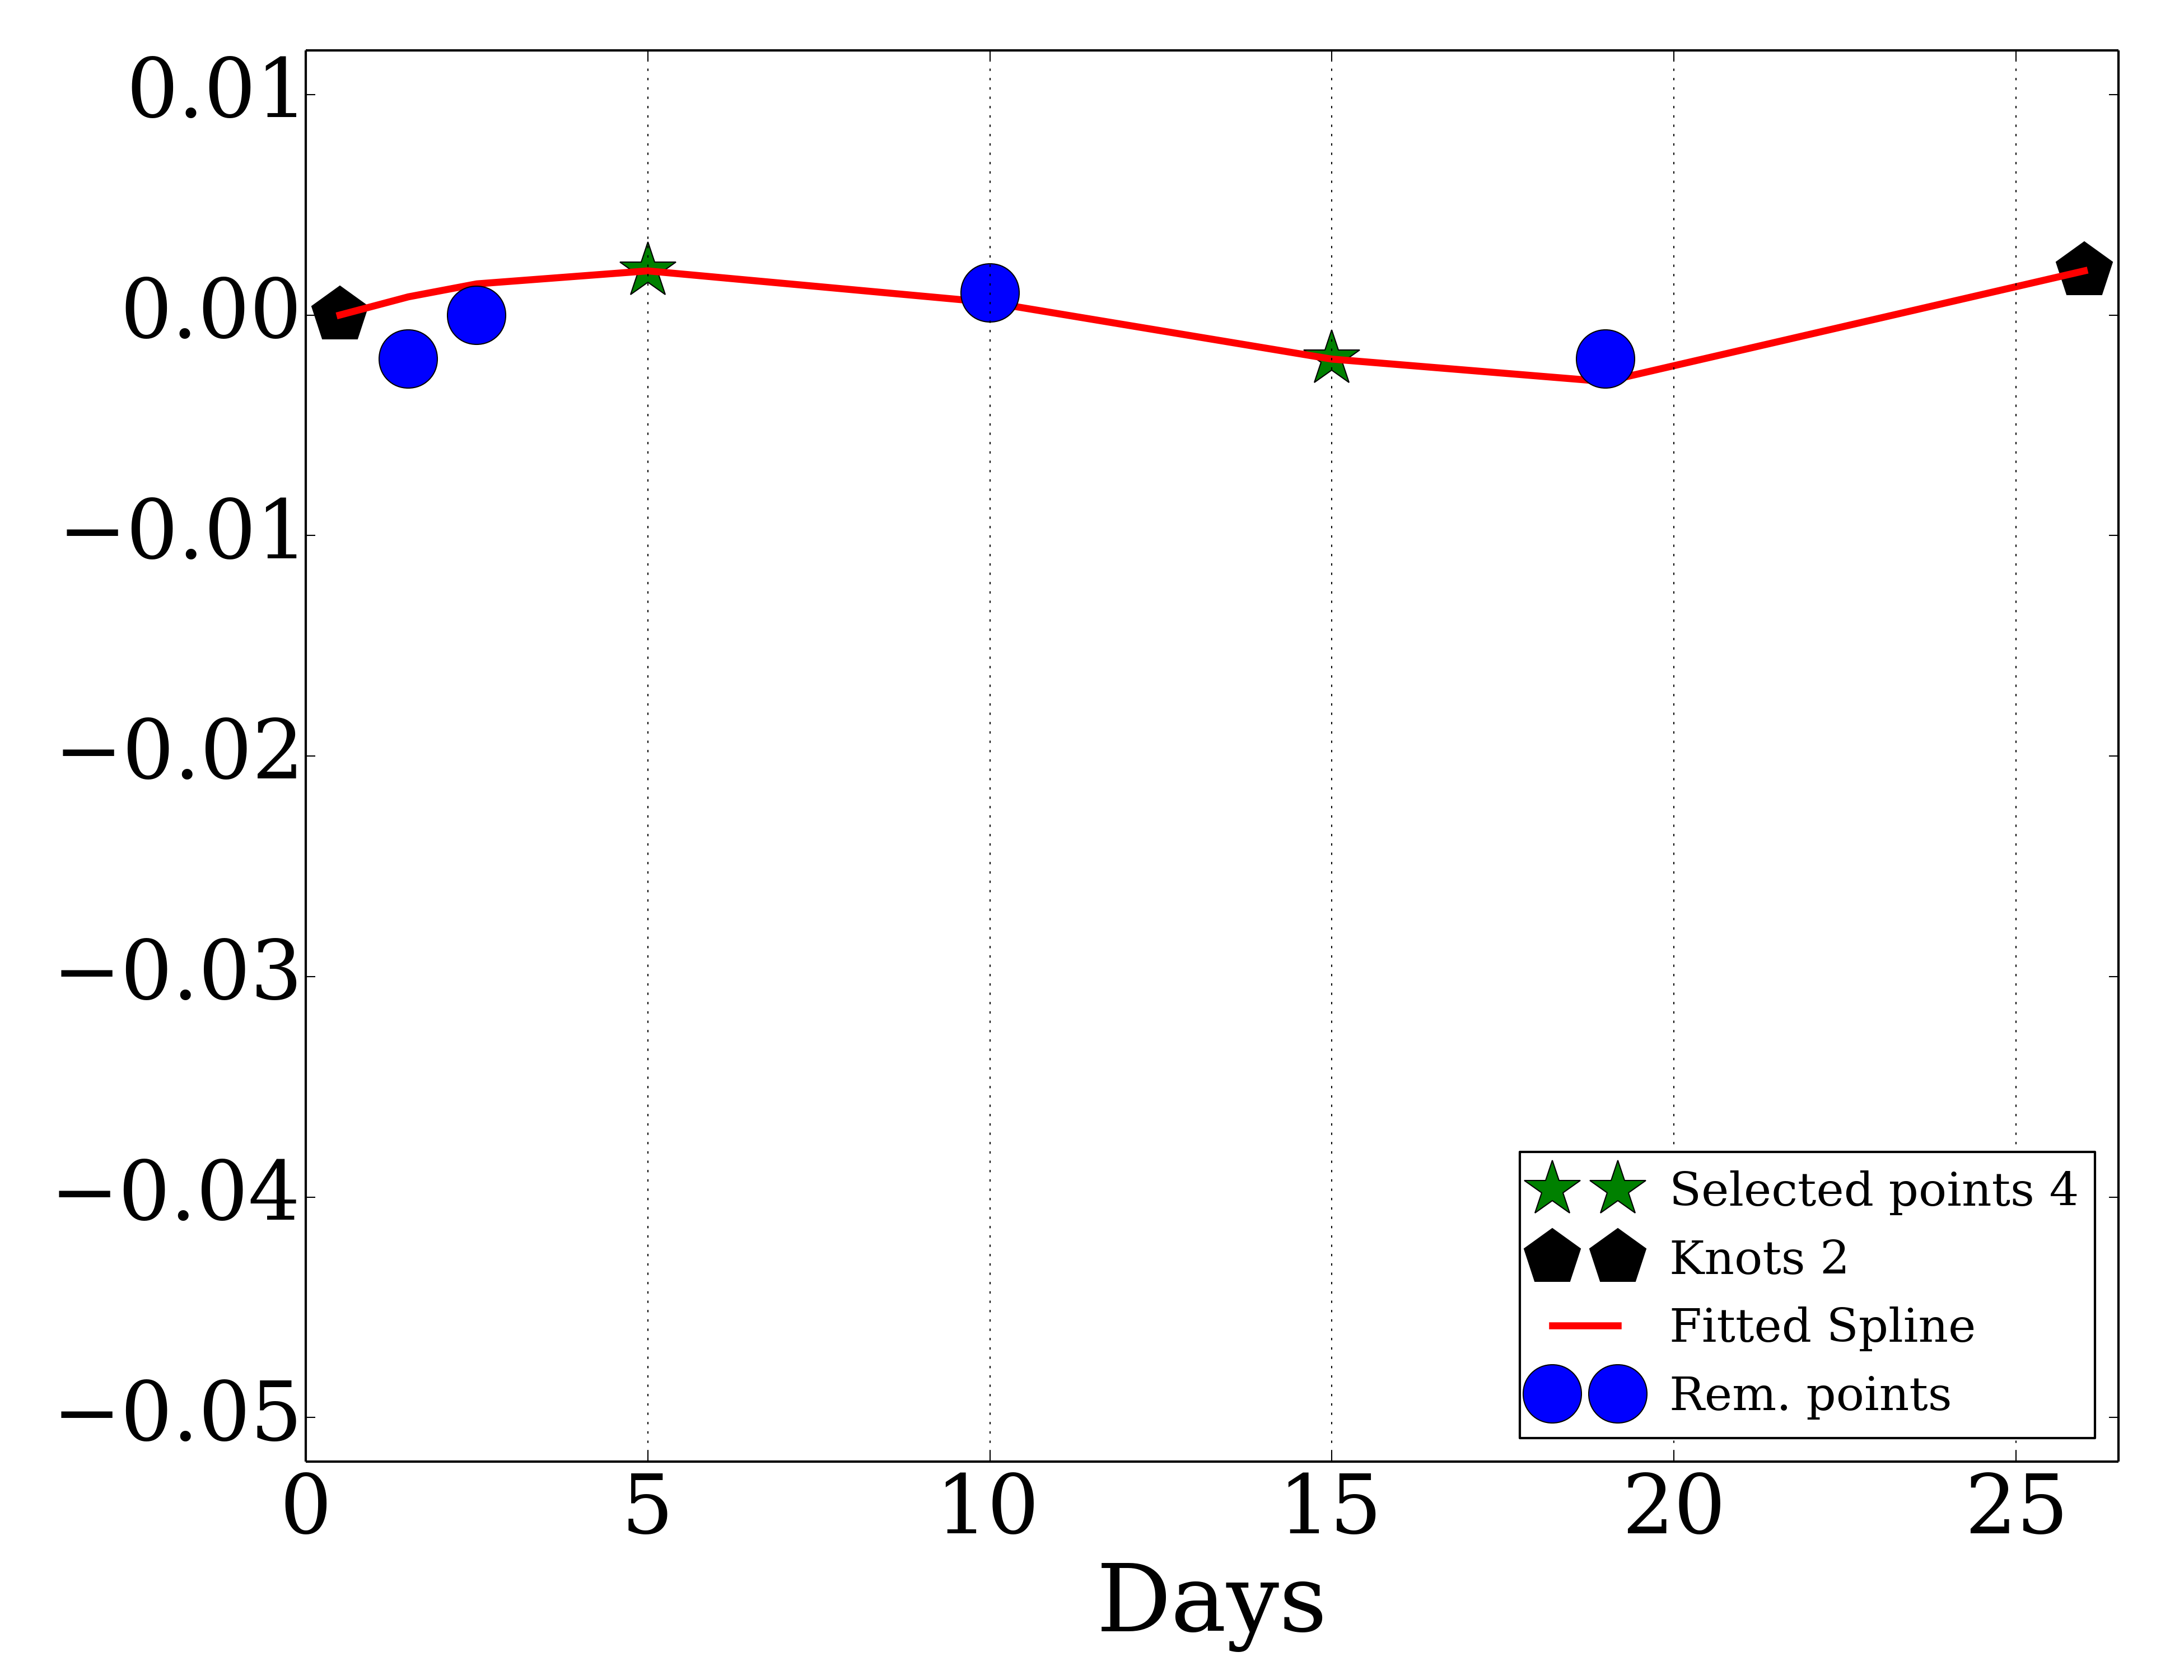 0.01
0.00
−0.01
−0.02
−0.03
−0.04
−0.05
0 5 10 15 20 25
Days
Selected points 4
Knots 2
Fitted Spline
Rem. points